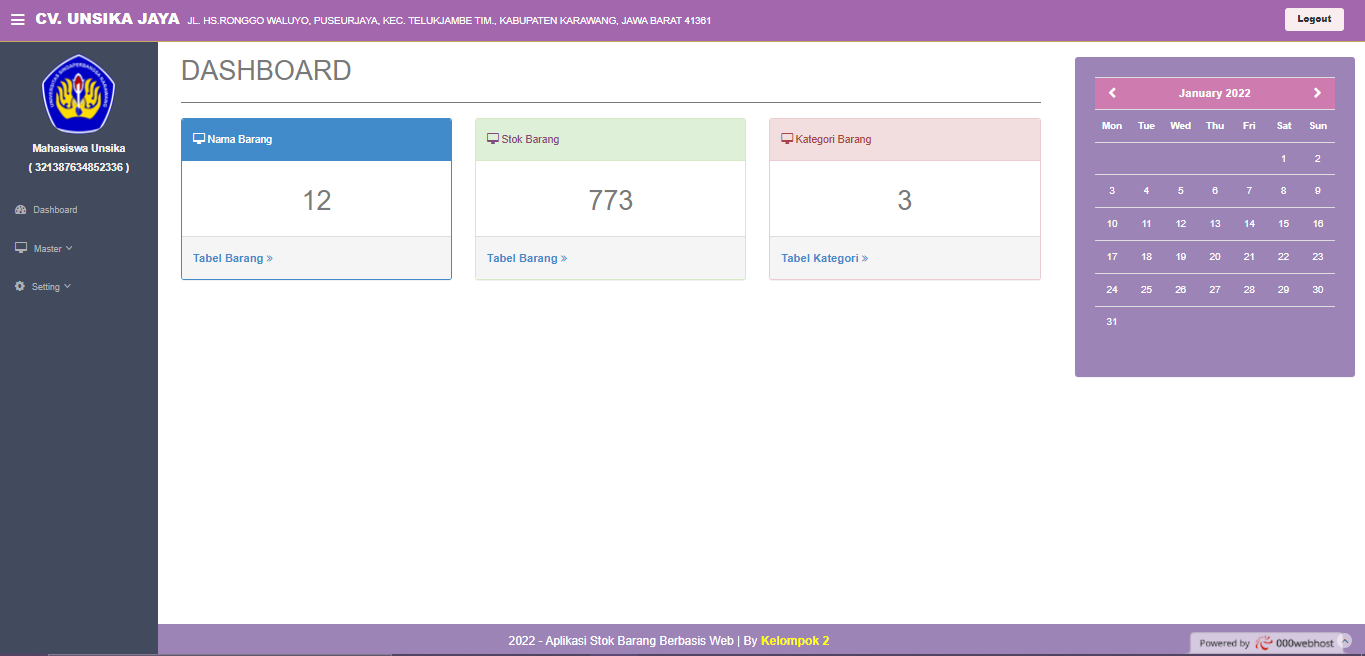 CV. UNSIKA JAYA JL. HS.RONGGO WALUYO, PUSEURJAYA, KEC. TELUKJAMBE TIM., KABUPATEN KARAWANG, JAWA BARAT 41361
Logout
UNIVERSITAS SINGAPERBANGSA KARAWANG
Mahasiswa Unsika
( 321387634852336 )
Dashboard
Master
Setting
DASHBOARD
Nama Barang
12
Tabel Barang »
Stok Barang
773
Tabel Barang »
Kategori Barang
3
Tabel Kategori »
January 2022
Mon Tue Wed Thu Fri Sat Sun
1 2
3 4 5 6 7 8 9
10 11 12 13 14 15 16
17 18 19 20 21 22 23
24 25 26 27 28 29 30
31
2022 - Aplikasi Stok Barang Berbasis Web | By Kelompok 2
Powered by 000webhost